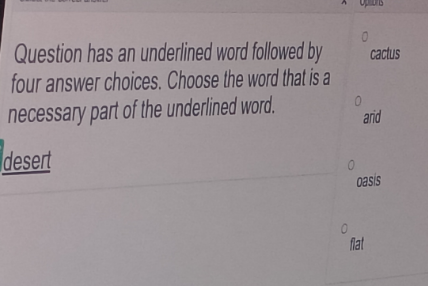 Options
Question has an underlined word followed by
four answer choices. Choose the word that is a
necessary part of the underlined word.
desert
cactus
arid
oasis
flat